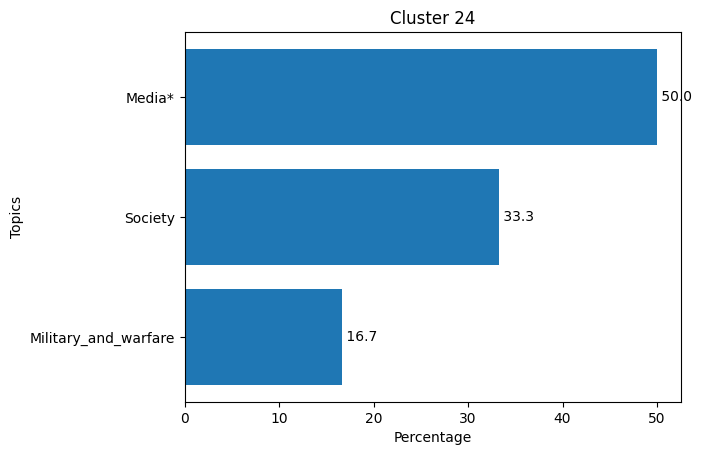 Cluster 24
Topics
Media*
50.0
Society
33.3
Military_and_warfare
16.7
0 10 20 30 40 50
Percentage